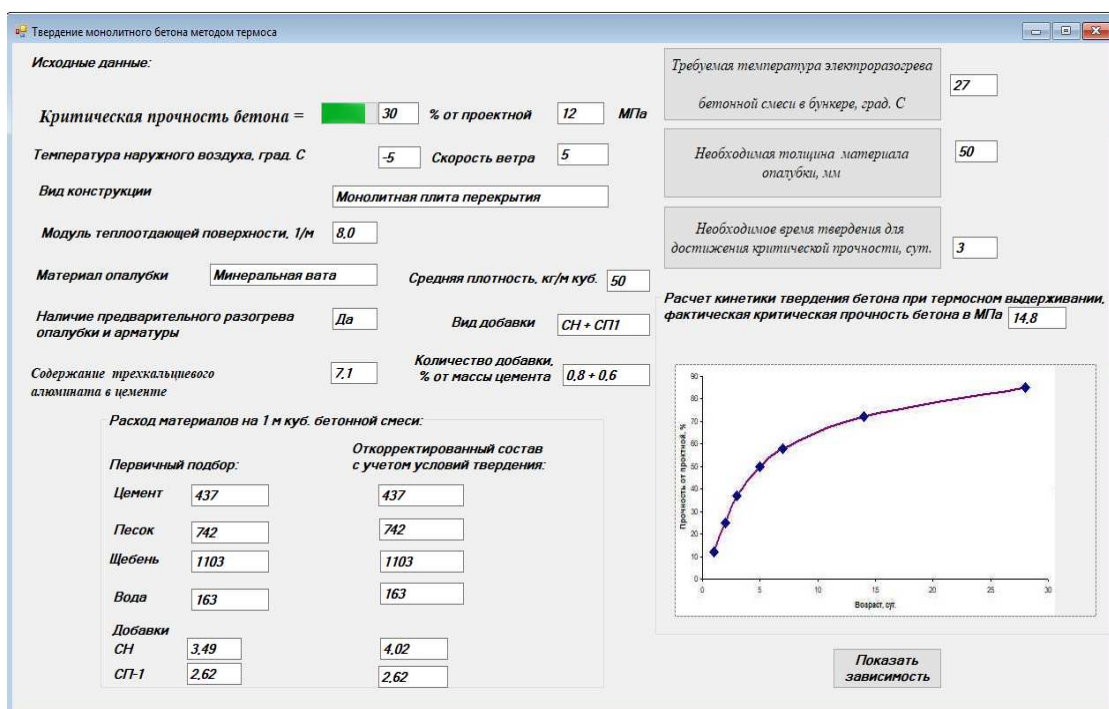 Твердение монолитного бетона методом термоса
Исходные данные:
Критическая прочность бетона = 30 % от проектной 12 МПа
Температура наружного воздуха, град. С -5 Скорость ветра 5
Вид конструкции Монолитная плита перекрытия
Модуль теплоотдающей поверхности, 1/м 8,0
Материал опалубки Минеральная вата Средняя плотность, кг/м куб. 50
Наличие предварительного разогрева
опалубки и арматуры Да Вид добавки СН + СП1
Содержание трехкальциевого
алюмината в цементе 7,1
Количество добавки,
% от массы цемента 0,8 + 0,6
Расход материалов на 1 м куб. бетонной смеси:
Первичный подбор:
Откорректированный состав
с учетом условий твердения:
Цемент 437 437
Песок 742 742
Щебень 1103 1103
Вода 163 163
Добавки
СН 3,49 4,02
СП-1 2,62 2,62
Требуемая температура электроразогрева
бетонной смеси в бункере, град. С
27
Необходимая толщина материала
опалубки, мм
50
Необходимое время твердения для
достижения критической прочности, сут.
3
Расчет кинетики твердения бетона при термосном выдерживании,
фактическая критическая прочность бетона в МПа 14,8
Прочность от проктной, %
90
80
70
60
50
40
30
20
10
0
0 5 10 15 20 25 30
Возраст, сут.
Показать
зависимость